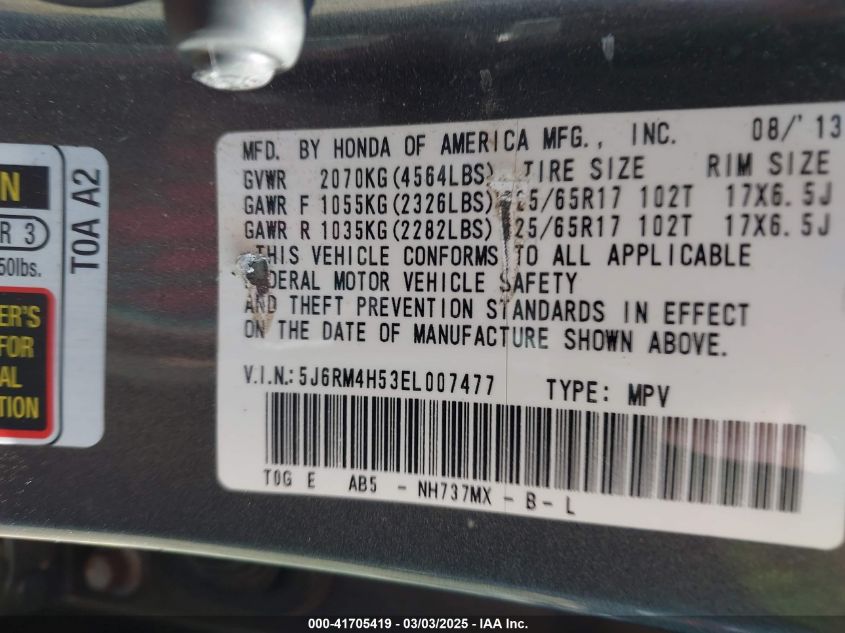 MFD. BY HONDA OF AMERICA MFG., INC. 08/'13
GVWR 2070KG(4564LBS) TIRE SIZE RIM SIZE
GAWR F 1055KG(2326LBS) 25/65R17 102T 17X6.5J
GAWR R 1035KG(2282LBS) 25/65R17 102T 17X6.5J
THIS VEHICLE CONFORMS TO ALL APPLICABLE
DERAL MOTOR VEHICLE SAFETY
AND THEFT PREVENTION STANDARDS IN EFFECT
ON THE DATE OF MANUFACTURE SHOWN ABOVE.
V.I.N.: 5J6RM4H53EL007477 TYPE: MPV
T0G E AB5 - NH737MX - B - L
N
R 3
50lbs.
ER'S
FOR
AL
TION
T0A A2
000-41705419 - 03/03/2025 - IAA Inc.